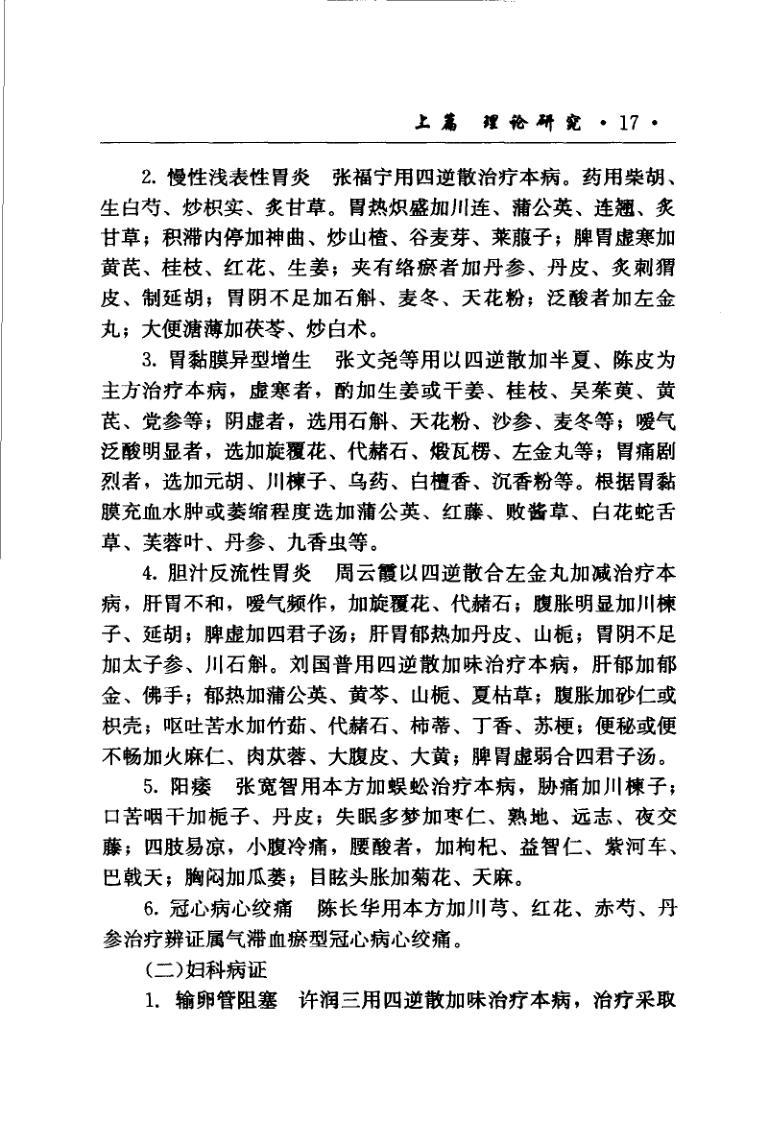 上篇 理论研究 · 17 ·
2. 慢性浅表性胃炎 张福宁用四逆散治疗本病。药用柴胡、
生白芍、炒枳实、炙甘草。胃热炽盛加川连、蒲公英、连翘、炙
甘草；积滞内停加神曲、炒山楂、谷麦芽、莱菔子；脾胃虚寒加
黄芪、桂枝、红花、生姜；夹有络瘀者加丹参、丹皮、炙刺猬
皮、制延胡；胃阴不足加石斛、麦冬、天花粉；泛酸者加左金
丸；大便溏薄加茯苓、炒白术。
3. 胃黏膜异型增生 张文尧等用以四逆散加半夏、陈皮为
主方治疗本病，虚寒者，酌加生姜或干姜、桂枝、吴茱萸、黄
芪、党参等；阴虚者，选用石斛、天花粉、沙参、麦冬等；嗳气
泛酸明显者，选加旋覆花、代赭石、煅瓦楞、左金丸等；胃痛剧
烈者，选加元胡、川楝子、乌药、白檀香、沉香粉等。根据胃黏
膜充血水肿或萎缩程度选加蒲公英、红藤、败酱草、白花蛇舌
草、芙蓉叶、丹参、九香虫等。
4. 胆汁反流性胃炎 周云霞以四逆散合左金丸加减治疗本
病，肝胃不和，嗳气频作，加旋覆花、代赭石；腹胀明显加川楝
子、延胡；脾虚加四君子汤；肝胃郁热加丹皮、山栀；胃阴不足
加太子参、川石斛。刘国普用四逆散加味治疗本病，肝郁加郁
金、佛手；郁热加蒲公英、黄芩、山栀、夏枯草；腹胀加砂仁或
枳壳；呕吐苦水加竹茹、代赭石、柿蒂、丁香、苏梗；便秘或便
不畅加火麻仁、肉苁蓉、大腹皮、大黄；脾胃虚弱合四君子汤。
5. 阳痿 张宽智用本方加蜈蚣治疗本病，胁痛加川楝子；
口苦咽干加栀子、丹皮；失眠多梦加枣仁、熟地、远志、夜交
藤；四肢易凉，小腹冷痛，腰酸者，加枸杞、益智仁、紫河车、
巴戟天；胸闷加瓜蒌；目眩头胀加菊花、天麻。
6. 冠心病心绞痛 陈长华用本方加川芎、红花、赤芍、丹
参治疗辨证属气滞血瘀型冠心病心绞痛。
(二)妇科病证
1. 输卵管阻塞 许润三用四逆散加味治疗本病，治疗采取